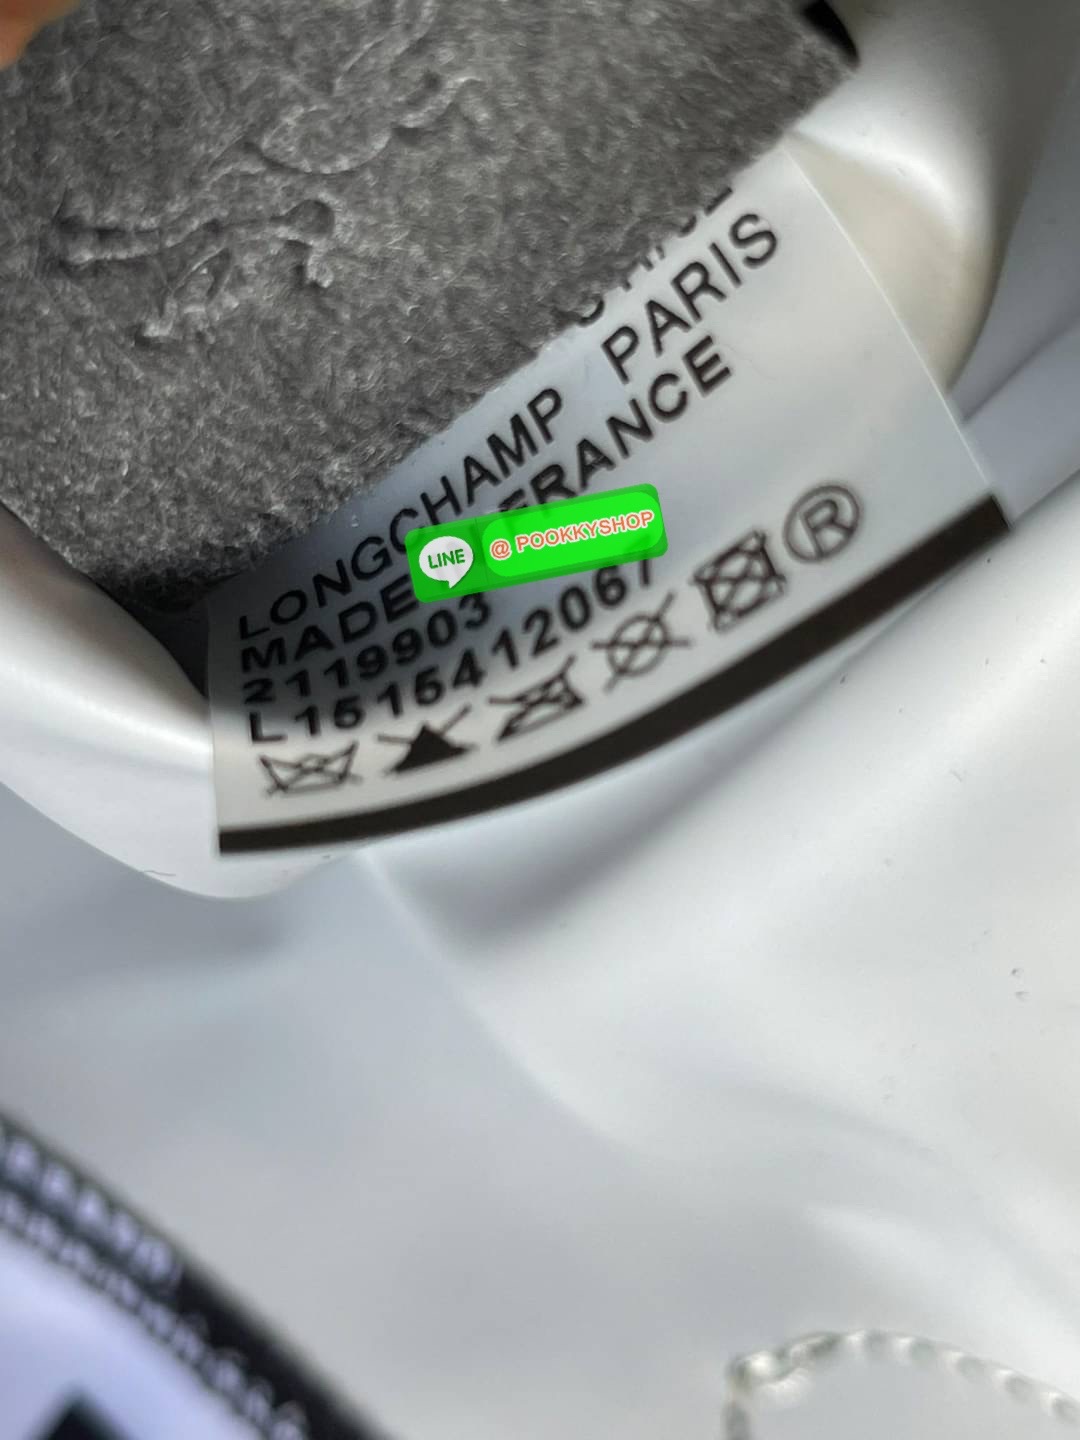 LONGCHAMP PARIS
MADE FRANCE
2119903
L1515412067
®
LINE @ POOKKYSHOP